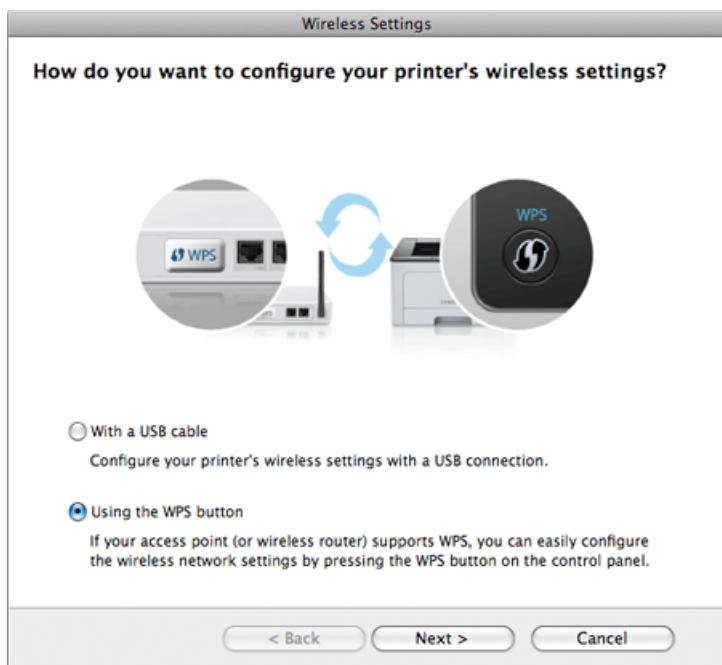 Wireless Settings
How do you want to configure your printer's wireless settings?
WPS
WPS
With a USB cable
Configure your printer's wireless settings with a USB connection.
Using the WPS button
If your access point (or wireless router) supports WPS, you can easily configure
the wireless network settings by pressing the WPS button on the control panel.
< Back
Next >
Cancel